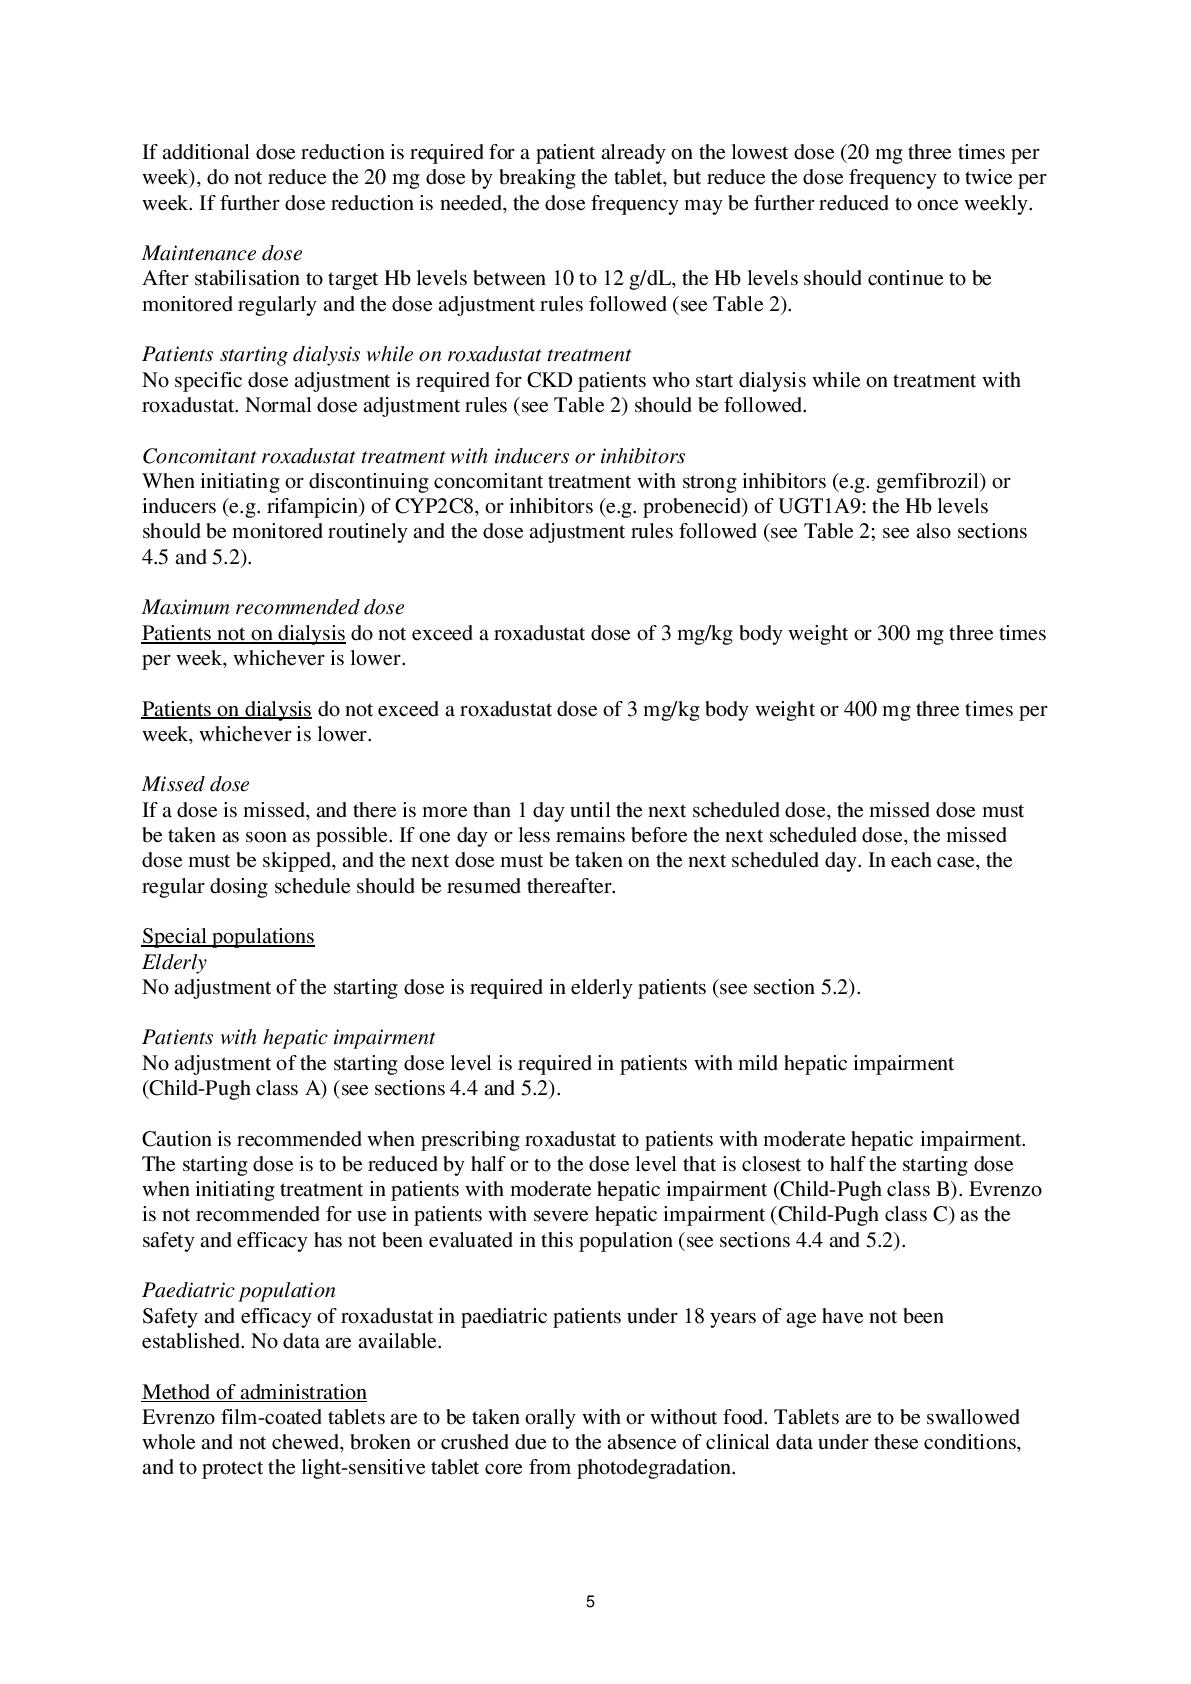 If additional dose reduction is required for a patient already on the lowest dose (20 mg three times per
week), do not reduce the 20 mg dose by breaking the tablet, but reduce the dose frequency to twice per
week. If further dose reduction is needed, the dose frequency may be further reduced to once weekly.
Maintenance dose
After stabilisation to target Hb levels between 10 to 12 g/dL, the Hb levels should continue to be
monitored regularly and the dose adjustment rules followed (see Table 2).
Patients starting dialysis while on roxadustat treatment
No specific dose adjustment is required for CKD patients who start dialysis while on treatment with
roxadustat. Normal dose adjustment rules (see Table 2) should be followed.
Concomitant roxadustat treatment with inducers or inhibitors
When initiating or discontinuing concomitant treatment with strong inhibitors (e.g. gemfibrozil) or
inducers (e.g. rifampicin) of CYP2C8, or inhibitors (e.g. probenecid) of UGT1A9: the Hb levels
should be monitored routinely and the dose adjustment rules followed (see Table 2; see also sections
4.5 and 5.2).
Maximum recommended dose
Patients not on dialysis do not exceed a roxadustat dose of 3 mg/kg body weight or 300 mg three times
per week, whichever is lower.
Patients on dialysis do not exceed a roxadustat dose of 3 mg/kg body weight or 400 mg three times per
week, whichever is lower.
Missed dose
If a dose is missed, and there is more than 1 day until the next scheduled dose, the missed dose must
be taken as soon as possible. If one day or less remains before the next scheduled dose, the missed
dose must be skipped, and the next dose must be taken on the next scheduled day. In each case, the
regular dosing schedule should be resumed thereafter.
Special populations
Elderly
No adjustment of the starting dose is required in elderly patients (see section 5.2).
Patients with hepatic impairment
No adjustment of the starting dose level is required in patients with mild hepatic impairment
(Child-Pugh class A) (see sections 4.4 and 5.2).
Caution is recommended when prescribing roxadustat to patients with moderate hepatic impairment.
The starting dose is to be reduced by half or to the dose level that is closest to half the starting dose
when initiating treatment in patients with moderate hepatic impairment (Child-Pugh class B). Evrenzo
is not recommended for use in patients with severe hepatic impairment (Child-Pugh class C) as the
safety and efficacy has not been evaluated in this population (see sections 4.4 and 5.2).
Paediatric population
Safety and efficacy of roxadustat in paediatric patients under 18 years of age have not been
established. No data are available.
Method of administration
Evrenzo film-coated tablets are to be taken orally with or without food. Tablets are to be swallowed
whole and not chewed, broken or crushed due to the absence of clinical data under these conditions,
and to protect the light-sensitive tablet core from photodegradation.
5